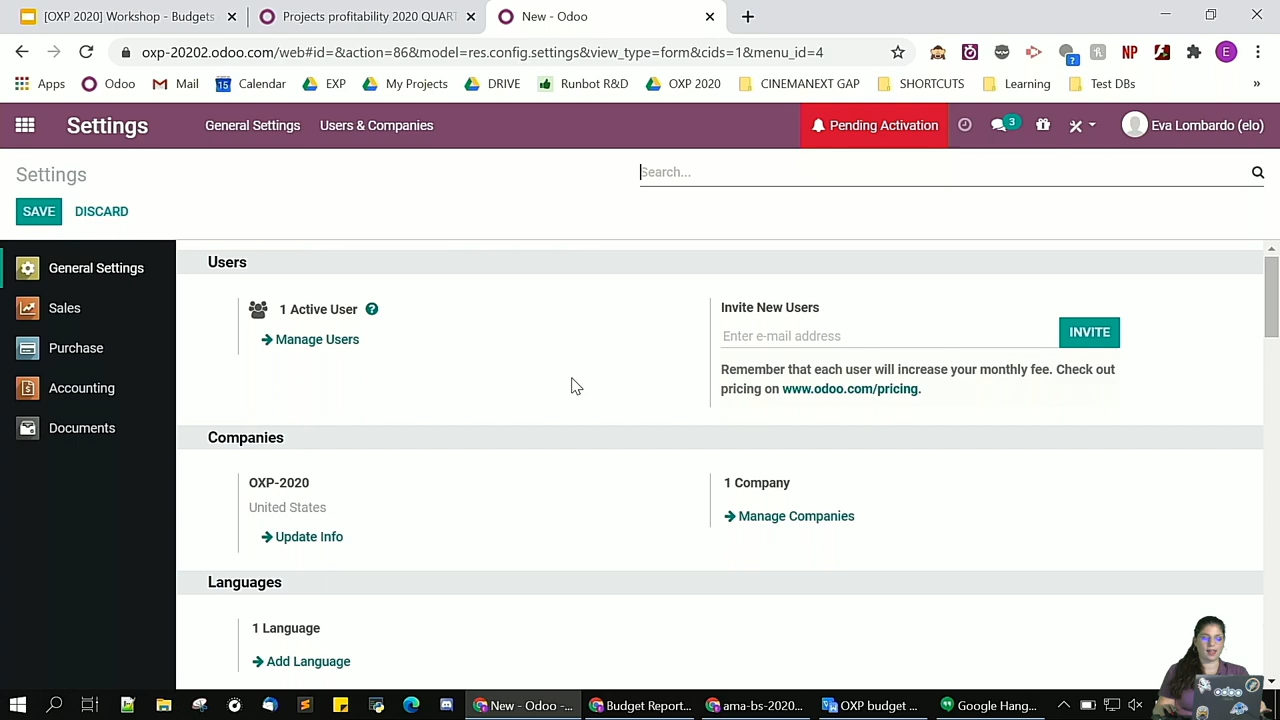 [OXP 2020] Workshop - Budgets
Projects profitability 2020 QUART
New - Odoo
oxp-20202.odoo.com/web#id=&action=86&model=res.config.settings&view_type=form&cids=1&menu_id=4
NP
E
Apps
Odoo
Mail
15
Calendar
EXP
My Projects
DRIVE
Runbot R&D
OXP 2020
CINEMANEXT GAP
SHORTCUTS
Learning
Test DBs
»
Settings
General Settings
Users & Companies
Pending Activation
3
Eva Lombardo (elo)
Settings
Search...
SAVE
DISCARD
General Settings
Sales
Purchase
Accounting
Documents
Users
1 Active User
Manage Users
Invite New Users
Enter e-mail address
INVITE
Remember that each user will increase your monthly fee. Check out
pricing on www.odoo.com/pricing.
Companies
OXP-2020
United States
Update Info
1 Company
Manage Companies
Languages
1 Language
Add Language
odoo
New - Odoo -...
Budget Report...
ama-bs-2020...
OXP budget ...
Google Hang...